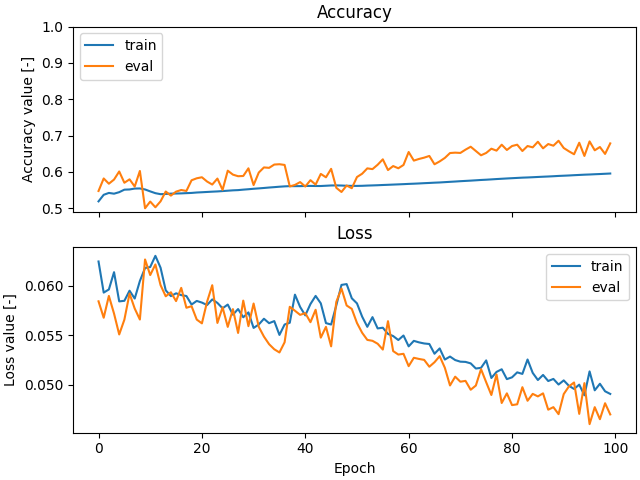 Accuracy
1.0
0.9
0.8
0.7
0.6
0.5
Accuracy value [-]
train
eval
Loss
0.060
0.055
0.050
Loss value [-]
train
eval
0 20 40 60 80 100
Epoch